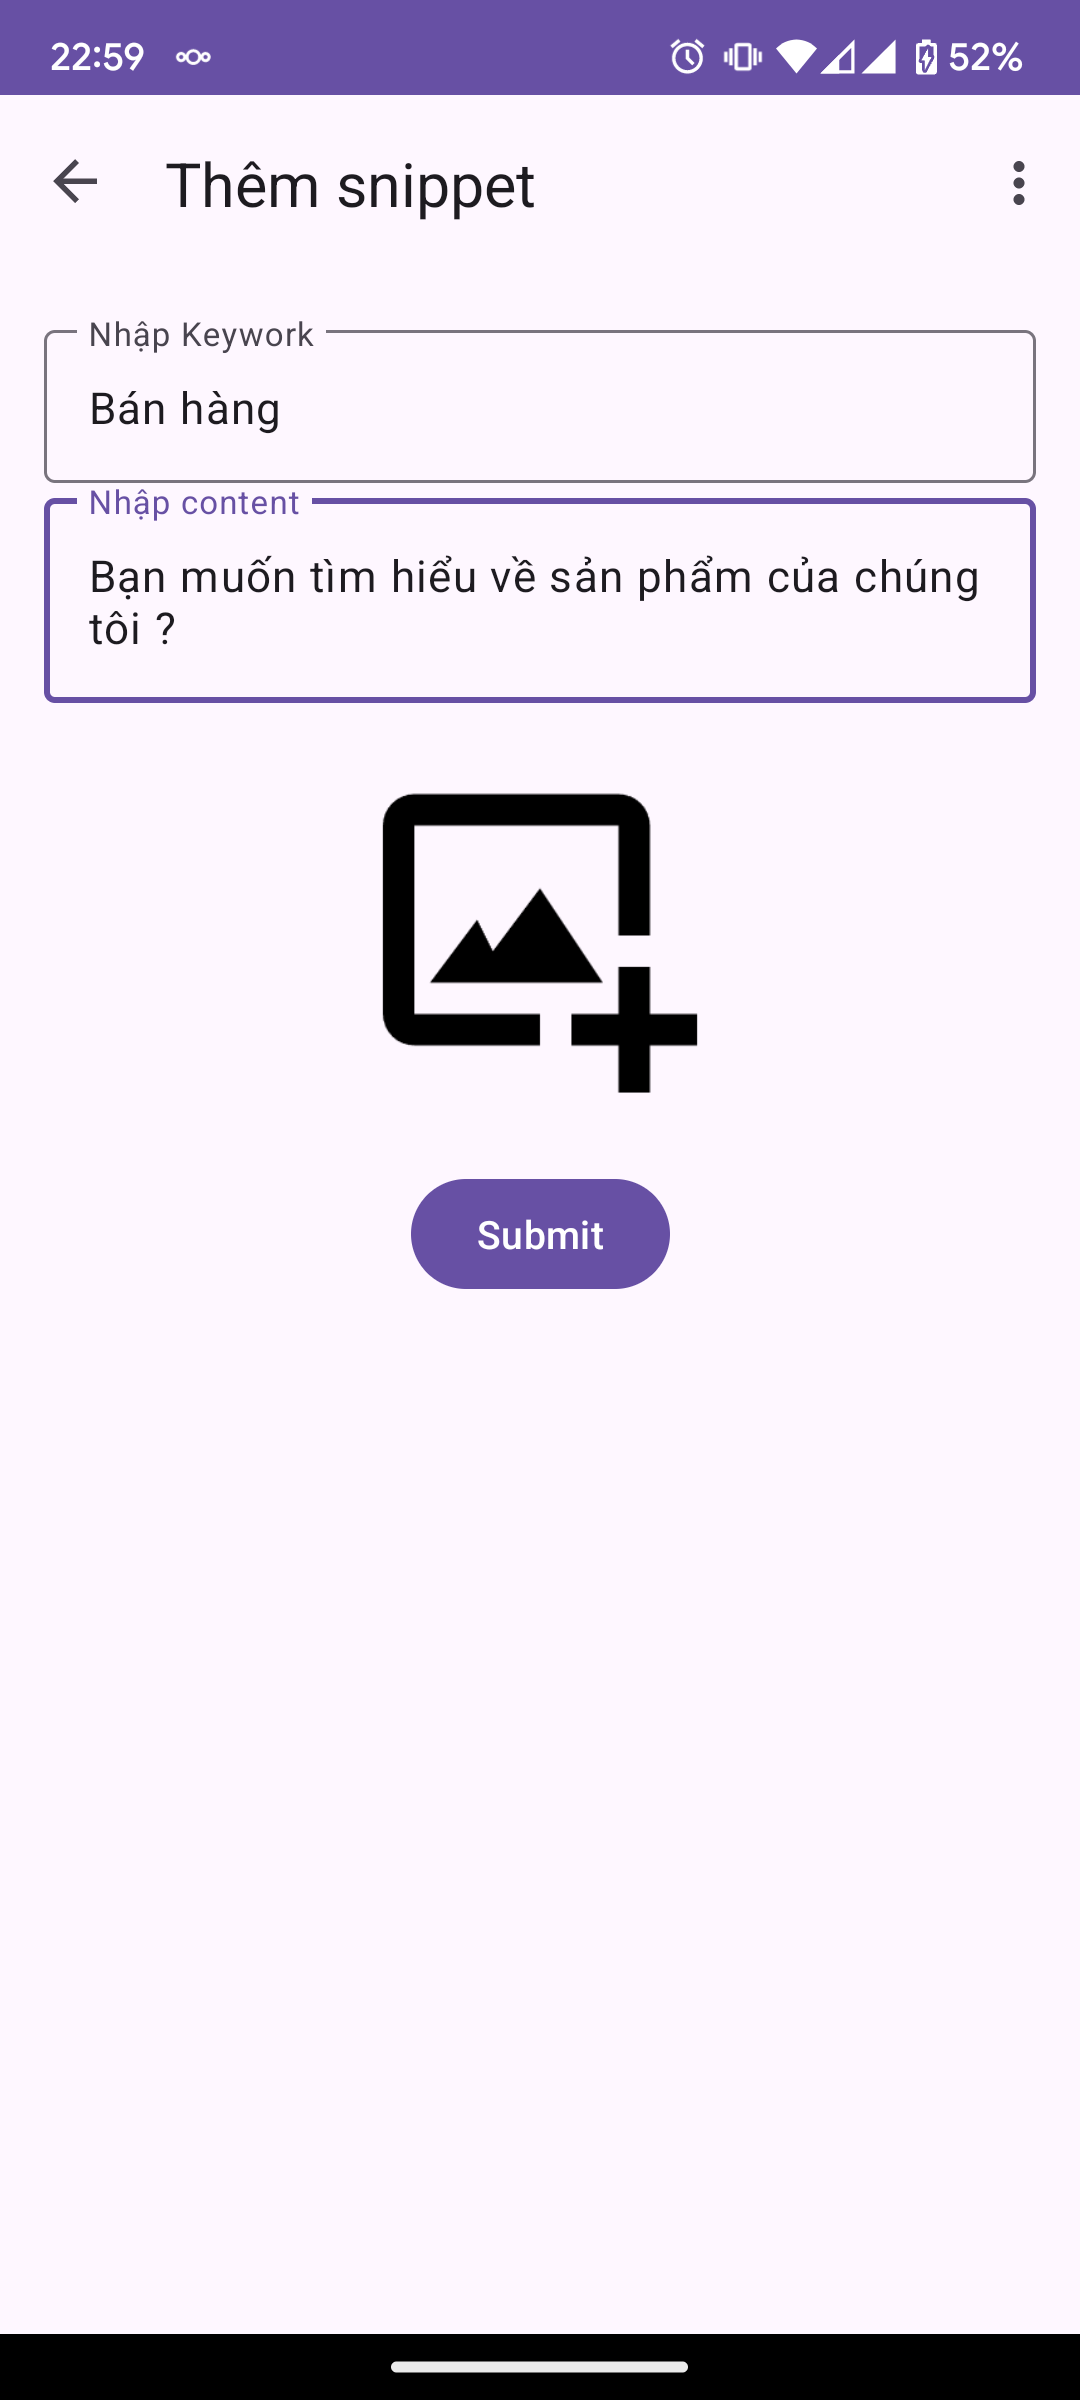 22:59
52%
Thêm snippet
Nhập Keywork
Bán hàng
Nhập content
Bạn muốn tìm hiểu về sản phẩm của chúng
tôi ?
Submit